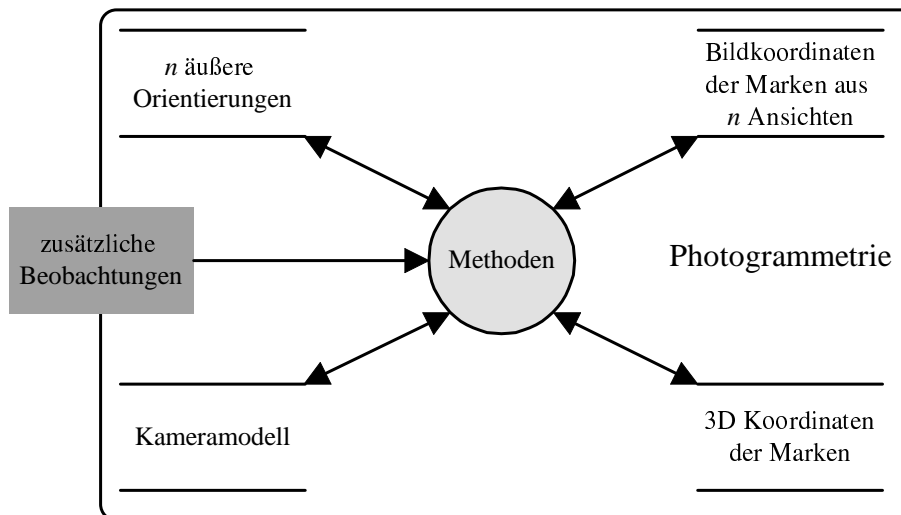 n äußere
Orientierungen
Bildkoordinaten
der Marken aus
n Ansichten
zusätzliche
Beobachtungen
Methoden
Photogrammetrie
Kameramodell
3D Koordinaten
der Marken